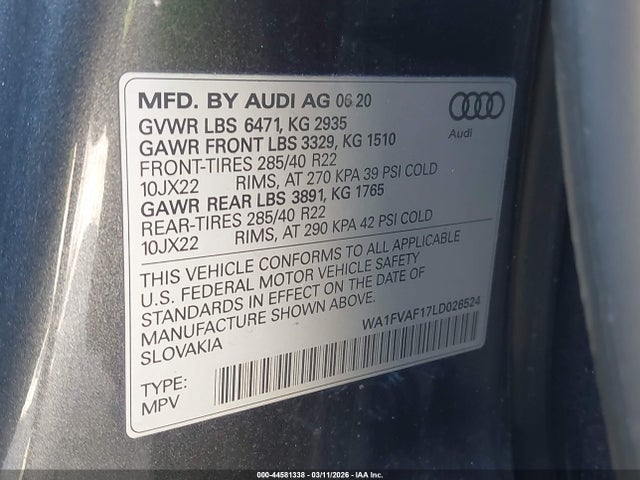 MFD. BY AUDI AG 06 20
GVWR LBS 6471, KG 2935
GAWR FRONT LBS 3329, KG 1510
FRONT-TIRES 285/40 R22
10JX22 RIMS, AT 270 KPA 39 PSI COLD
GAWR REAR LBS 3891, KG 1765
REAR-TIRES 285/40 R22
10JX22 RIMS, AT 290 KPA 42 PSI COLD
Audi
THIS VEHICLE CONFORMS TO ALL APPLICABLE
U.S. FEDERAL MOTOR VEHICLE SAFETY
STANDARDS IN EFFECT ON THE DATE OF
MANUFACTURE SHOWN ABOVE.
SLOVAKIA
WA1FVAF17LD026524
TYPE:
MPV
000-44581338 - 03/11/2026 - IAA Inc.